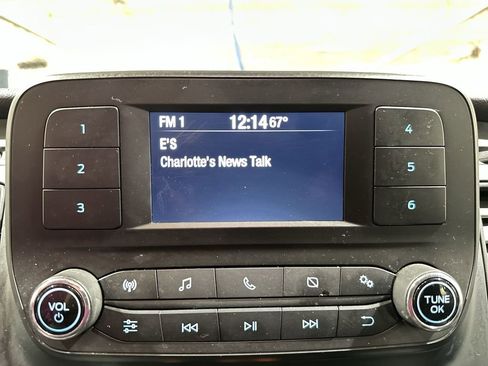 FM 1 12:14 67°
E'S
Charlotte's News Talk
1
2
3
4
5
6
VOL
TUNE
OK